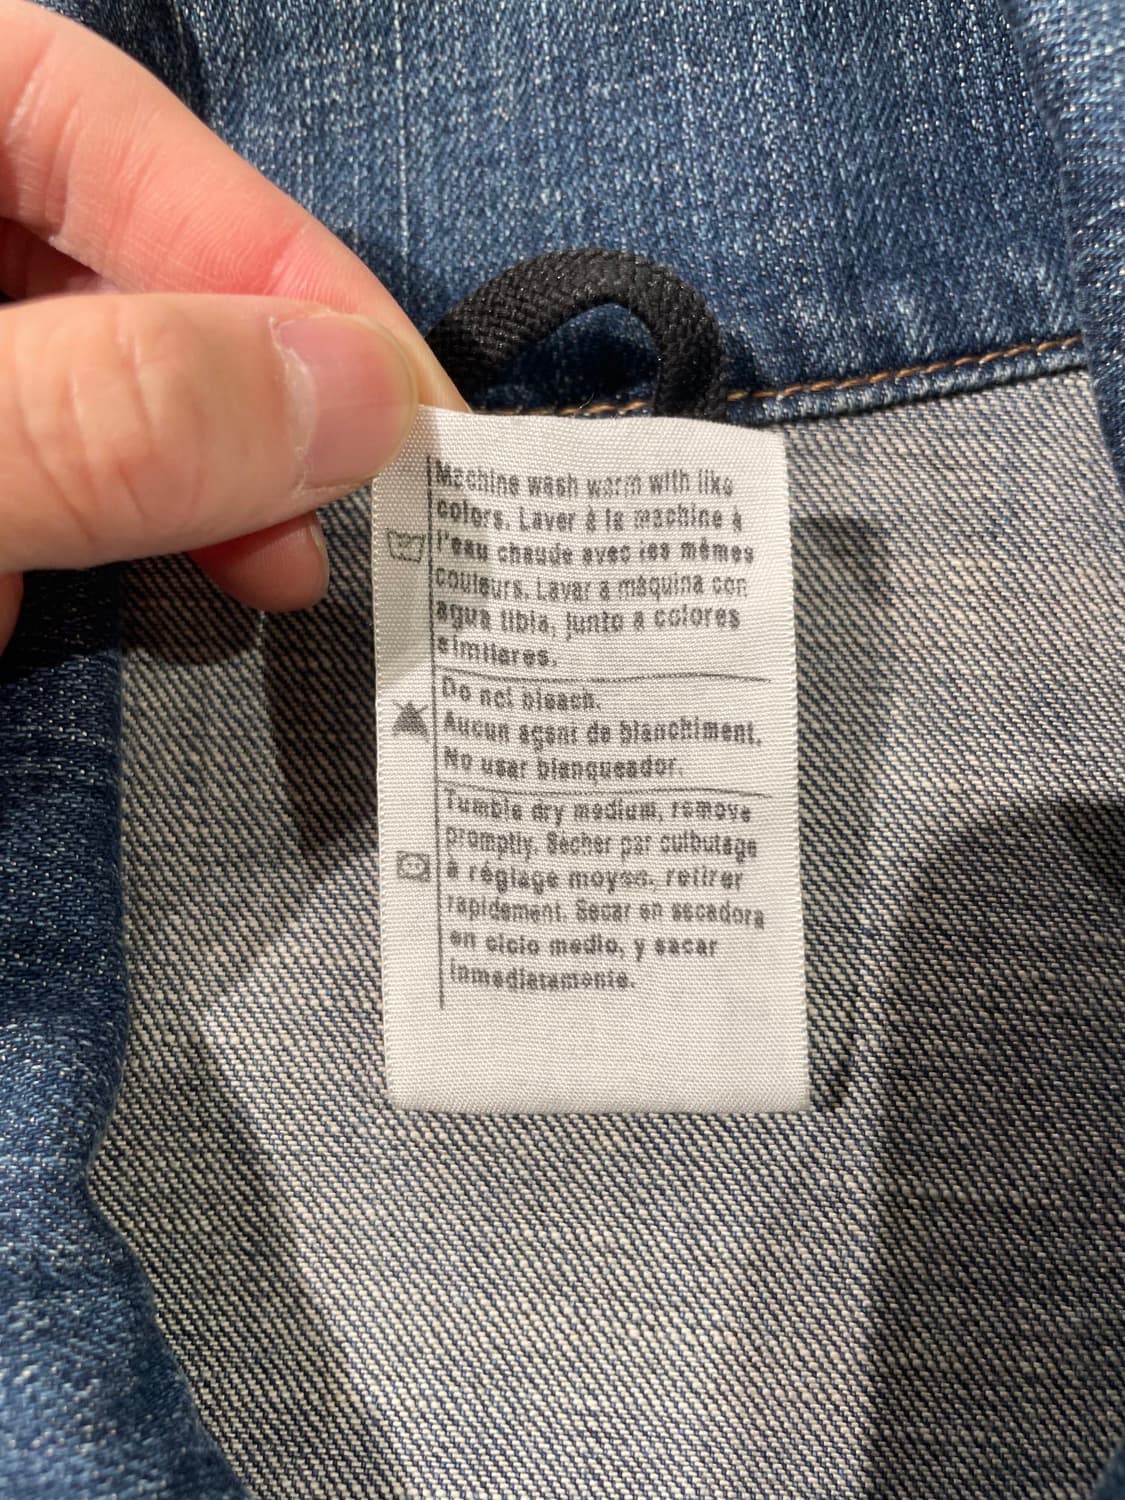 Machine wash warm with like
colors. Laver à la machine à
l'eau chaude avec les mêmes
couleurs. Lavar a máquina con
agua tibia, junto a colores
similares.
Do not bleach.
Aucun agent de blanchiment.
No usar blanqueador.
Tumble dry medium, remove
promptly. Sécher par culbutage
à réglage moyen, retirer
rapidement. Secar en secadora
en ciclo medio, y sacar
inmediatamente.